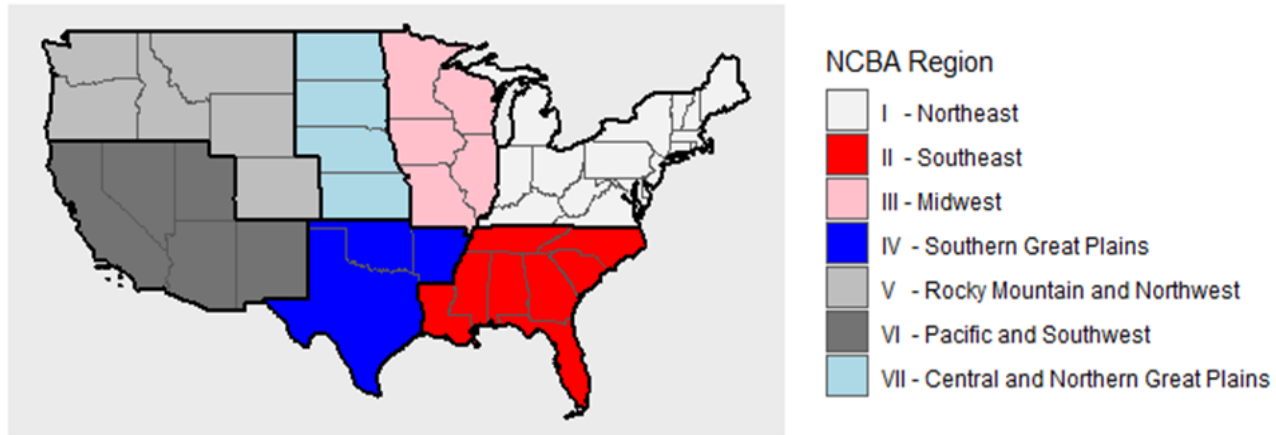 NCBA Region
I - Northeast
II - Southeast
III - Midwest
IV - Southern Great Plains
V - Rocky Mountain and Northwest
VI - Pacific and Southwest
VII - Central and Northern Great Plains